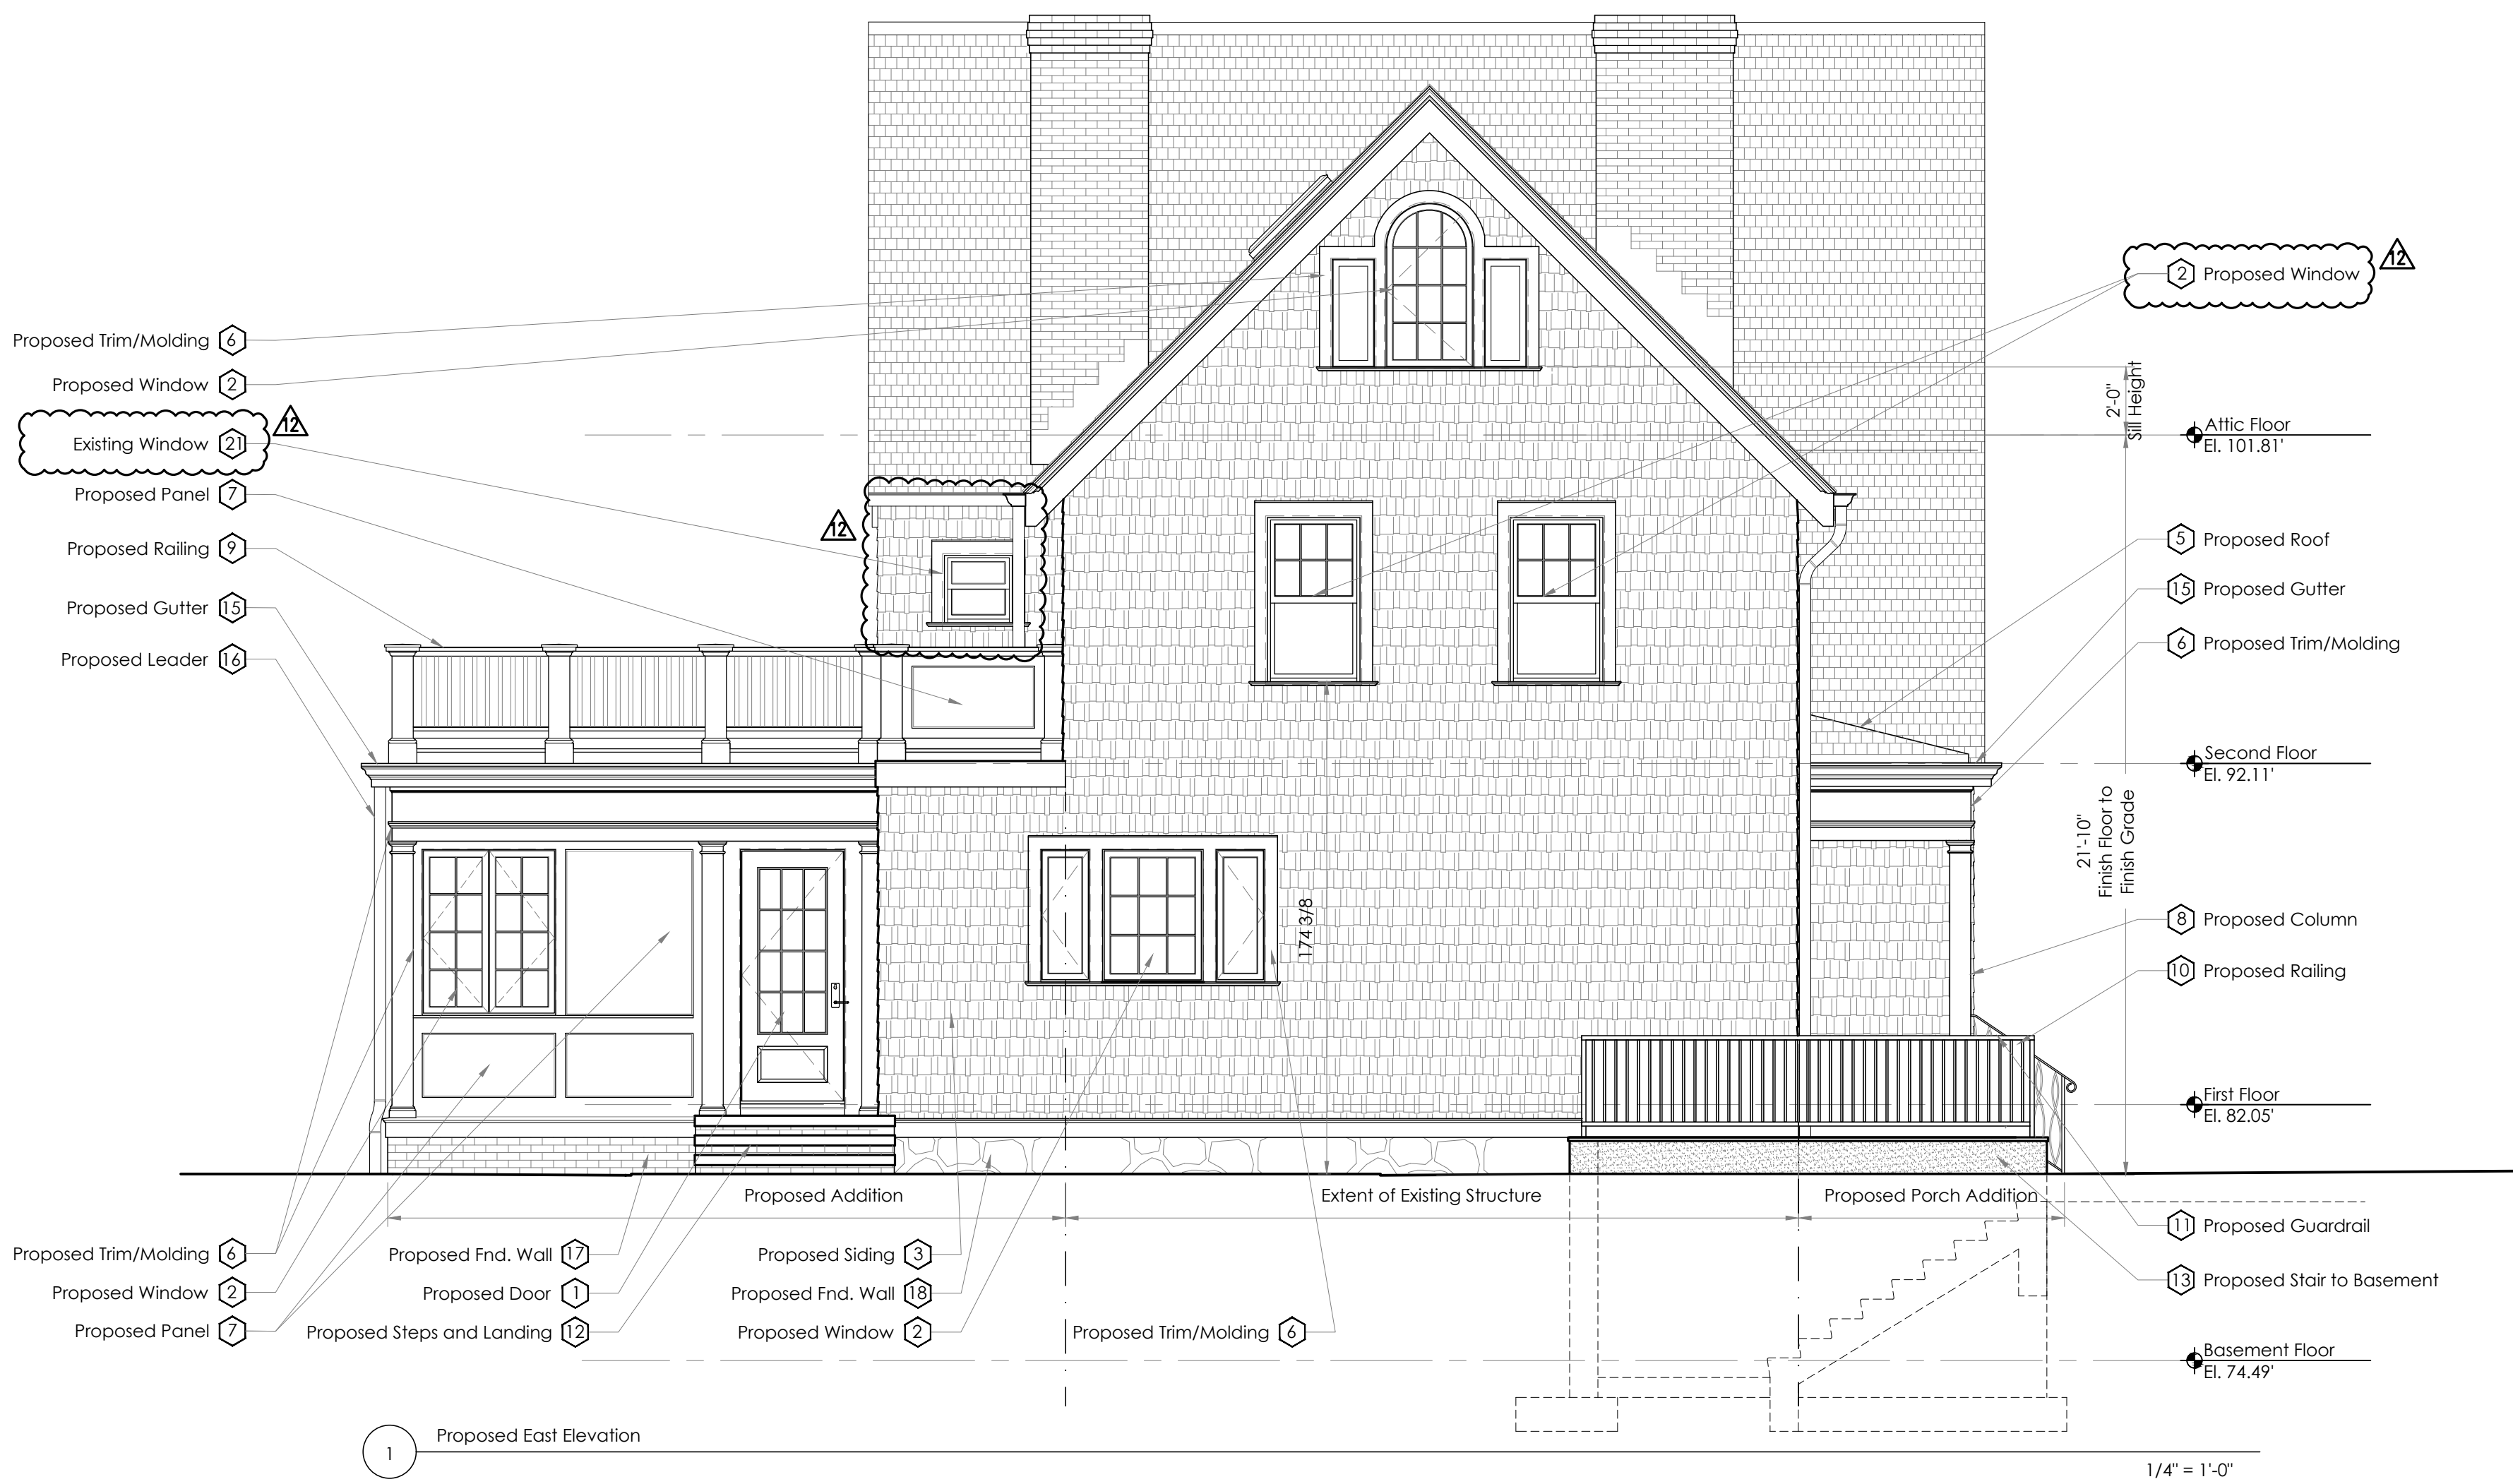 12
2 Proposed Window
Proposed Trim/Molding 6
Proposed Window 2
12
Existing Window 21
Proposed Panel 7
12
Proposed Railing 9
Proposed Gutter 15
Proposed Leader 16
2'-0"
Sill Height
Attic Floor
El. 101.81'
5 Proposed Roof
15 Proposed Gutter
6 Proposed Trim/Molding
Second Floor
El. 92.11'
21'-10"
Finish Floor to
Finish Grade
174 3/8
8 Proposed Column
10 Proposed Railing
First Floor
El. 82.05'
Proposed Addition
Extent of Existing Structure
Proposed Porch Addition
11 Proposed Guardrail
13 Proposed Stair to Basement
Proposed Trim/Molding 6
Proposed Window 2
Proposed Panel 7
Proposed Fnd. Wall 17
Proposed Door 1
Proposed Steps and Landing 12
Proposed Siding 3
Proposed Fnd. Wall 18
Proposed Window 2
Proposed Trim/Molding 6
Basement Floor
El. 74.49'
1
Proposed East Elevation
1/4" = 1'-0"